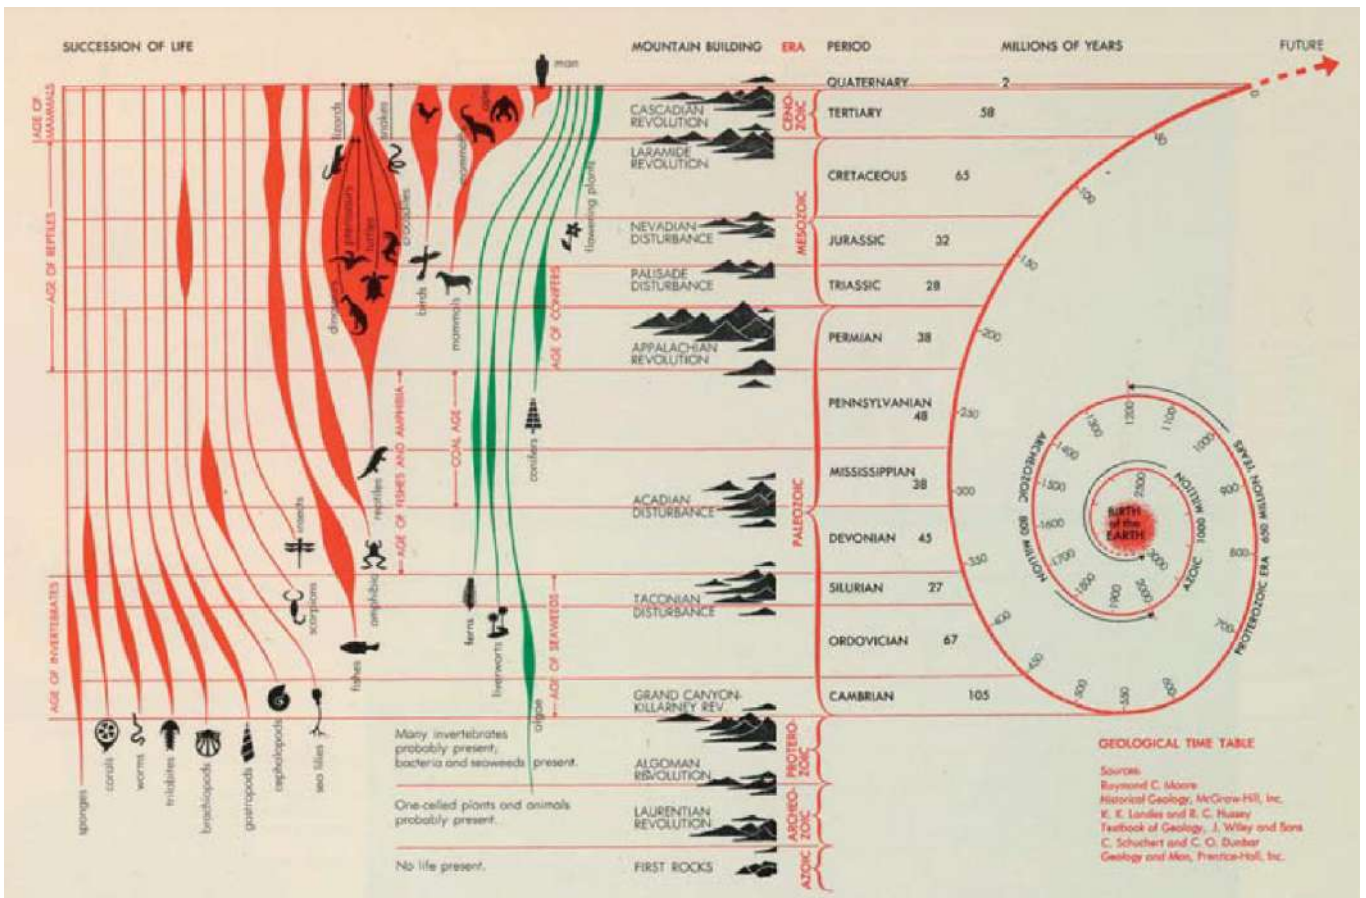 SUCCESSION OF LIFE
MOUNTAIN BUILDING
ERA
PERIOD
MILLIONS OF YEARS
FUTURE
AGE OF
MAMMALS
AGE OF REPTILES
AGE OF INVERTEBRATES
man
lizards
snakes
apes
mammals
plesiosaurs
turtles
crocodiles
dinosaurs
birds
mammals
flowering plants
AGE OF CONIFERS
AGE OF FISHES AND AMPHIBIA
COAL AGE
conifers
insects
reptiles
scorpions
amphibia
fishes
ferns
liverworts
AGE OF SEAWEEDS
algae
sponges
corals
worms
trilobites
brachiopods
gastropods
cephalopods
sea lilies
Many invertebrates
probably present;
bacteria and seaweeds present.
One-celled plants and animals
probably present.
No life present.
CASCADIAN
REVOLUTION
LARAMIDE
REVOLUTION
NEVADIAN
DISTURBANCE
PALISADE
DISTURBANCE
APPALACHIAN
REVOLUTION
ACADIAN
DISTURBANCE
TACONIAN
DISTURBANCE
GRAND CANYON-
KILLARNEY REV.
ALGOMAN
REVOLUTION
LAURENTIAN
REVOLUTION
FIRST ROCKS
CENO-
ZOIC
MESOZOIC
PALEOZOIC
PROTERO-
ZOIC
ARCHEO-
ZOIC
AZOIC
QUATERNARY 2
TERTIARY 58
CRETACEOUS 65
JURASSIC 32
TRIASSIC 28
PERMIAN 38
PENNSYLVANIAN
48
MISSISSIPPIAN
38
DEVONIAN 45
SILURIAN 27
ORDOVICIAN 67
CAMBRIAN 105
0
100
150
200
250
300
350
400
450
500
550
600
700
800
900
1000
1100
1200
1300
1400
1500
1600
1700
1800
1900
2000
2500
3000
PROTEROZOIC ERA 650 MILLION YEARS
ARCHEOZOIC 800 MILLION
AZOIC 1000 MILLION
BIRTH
of the
EARTH
GEOLOGICAL TIME TABLE
Sources:
Raymond C. Moore
Historical Geology, McGraw-Hill, Inc.
K. K. Landes and R. C. Hussey
Textbook of Geology, J. Wiley and Sons
C. Schuchert and C. O. Dunbar
Geology and Man, Prentice-Hall, Inc.